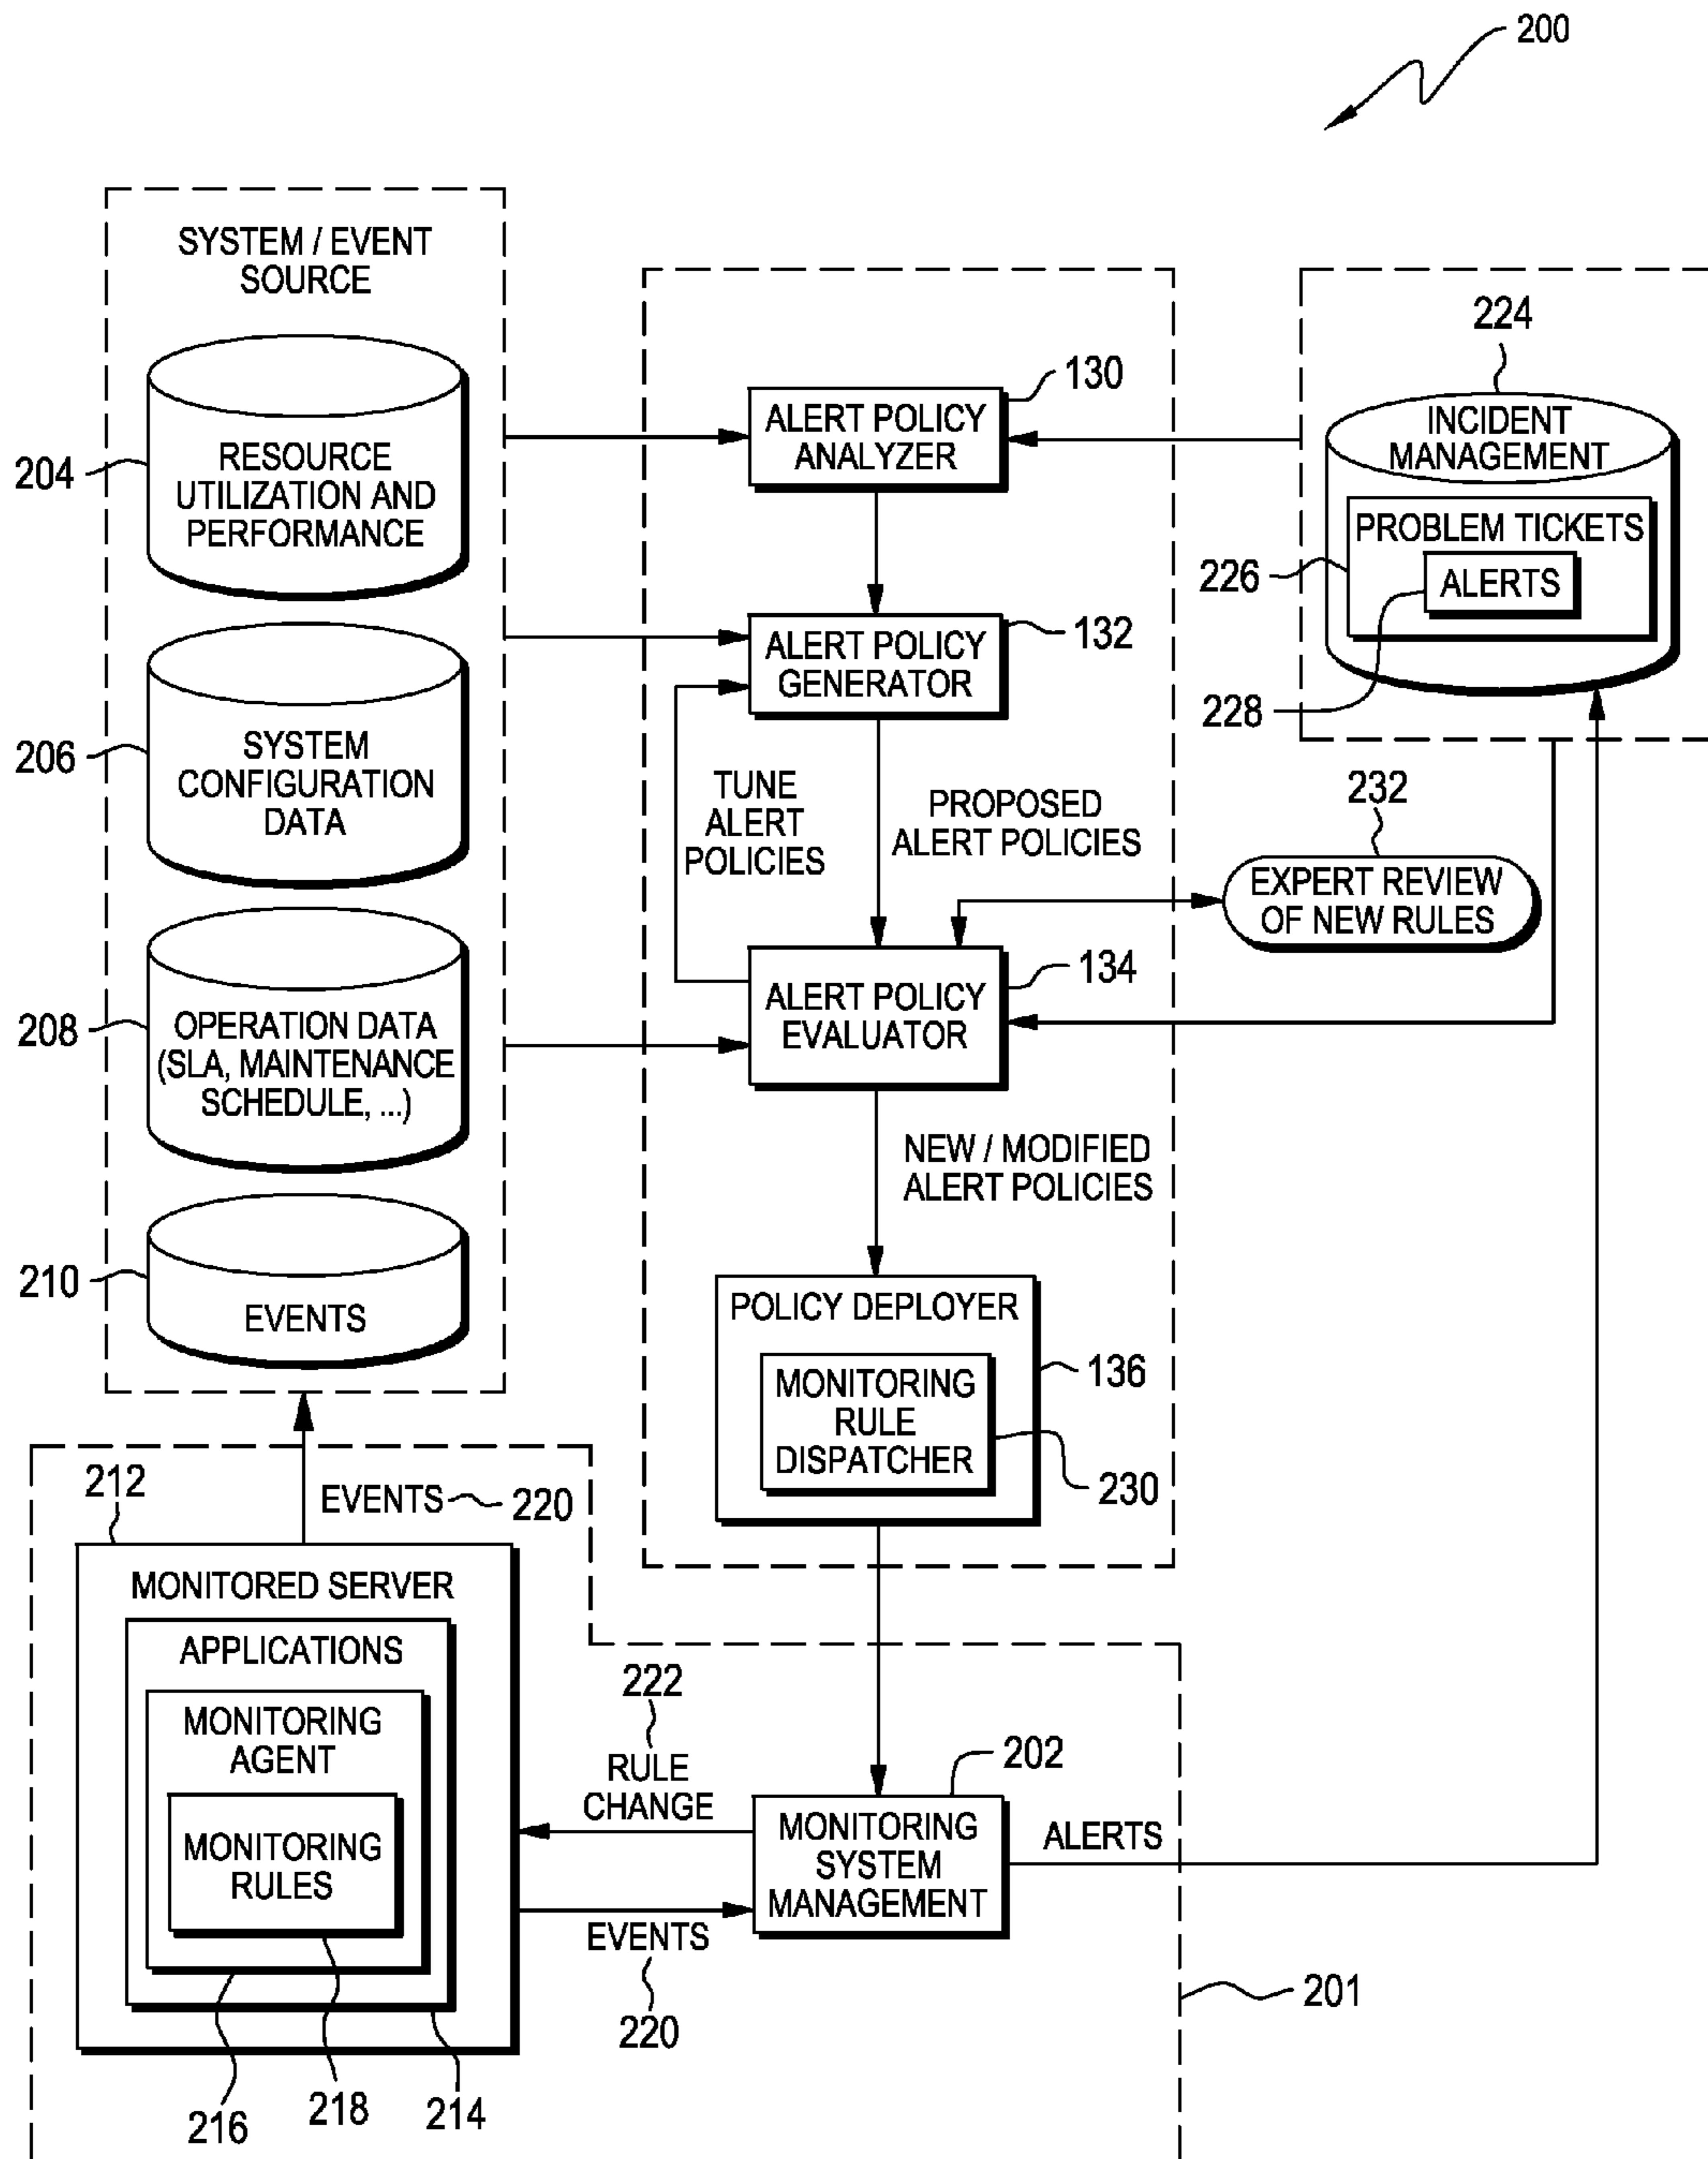 200
SYSTEM / EVENT
SOURCE
204
RESOURCE
UTILIZATION AND
PERFORMANCE
206
SYSTEM
CONFIGURATION
DATA
208
OPERATION DATA
(SLA, MAINTENANCE
SCHEDULE, ...)
210
EVENTS
130
ALERT POLICY
ANALYZER
132
ALERT POLICY
GENERATOR
TUNE
ALERT
POLICIES
PROPOSED
ALERT POLICIES
134
ALERT POLICY
EVALUATOR
NEW / MODIFIED
ALERT POLICIES
POLICY DEPLOYER
136
MONITORING
RULE
DISPATCHER
230
224
INCIDENT
MANAGEMENT
PROBLEM TICKETS
226
ALERTS
228
232
EXPERT REVIEW
OF NEW RULES
212
EVENTS
220
MONITORED SERVER
APPLICATIONS
MONITORING
AGENT
MONITORING
RULES
216
218
214
222
RULE
CHANGE
EVENTS
220
202
MONITORING
SYSTEM
MANAGEMENT
ALERTS
201